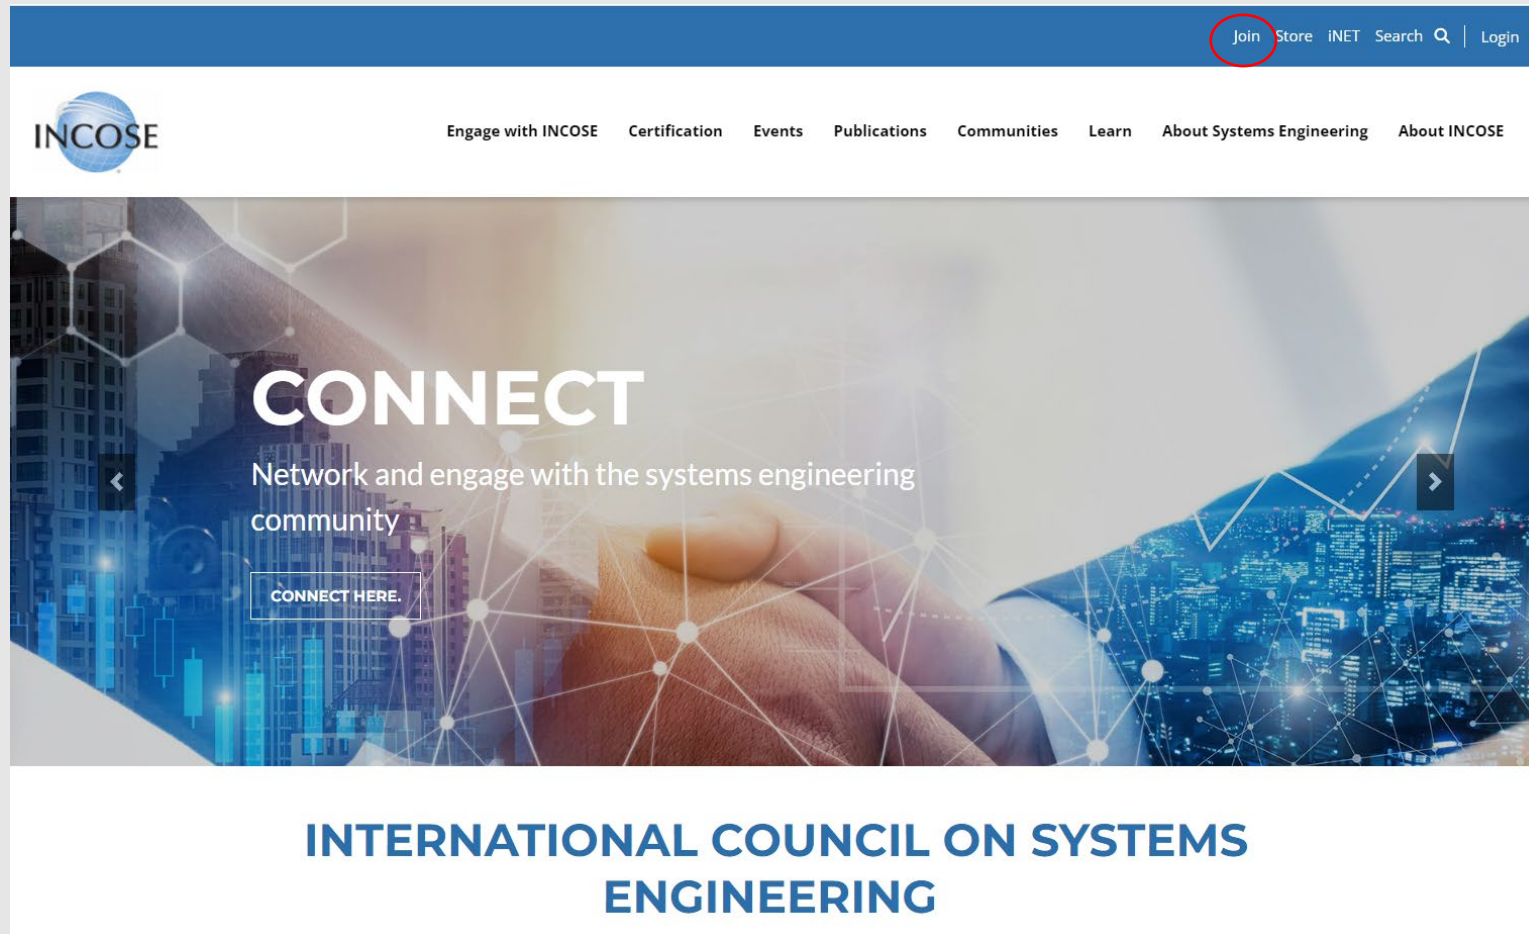 Join Store iNET Search Login
INCOSE
Engage with INCOSE Certification Events Publications Communities Learn About Systems Engineering About INCOSE
CONNECT
Network and engage with the systems engineering
community
CONNECT HERE.
INTERNATIONAL COUNCIL ON SYSTEMS
ENGINEERING